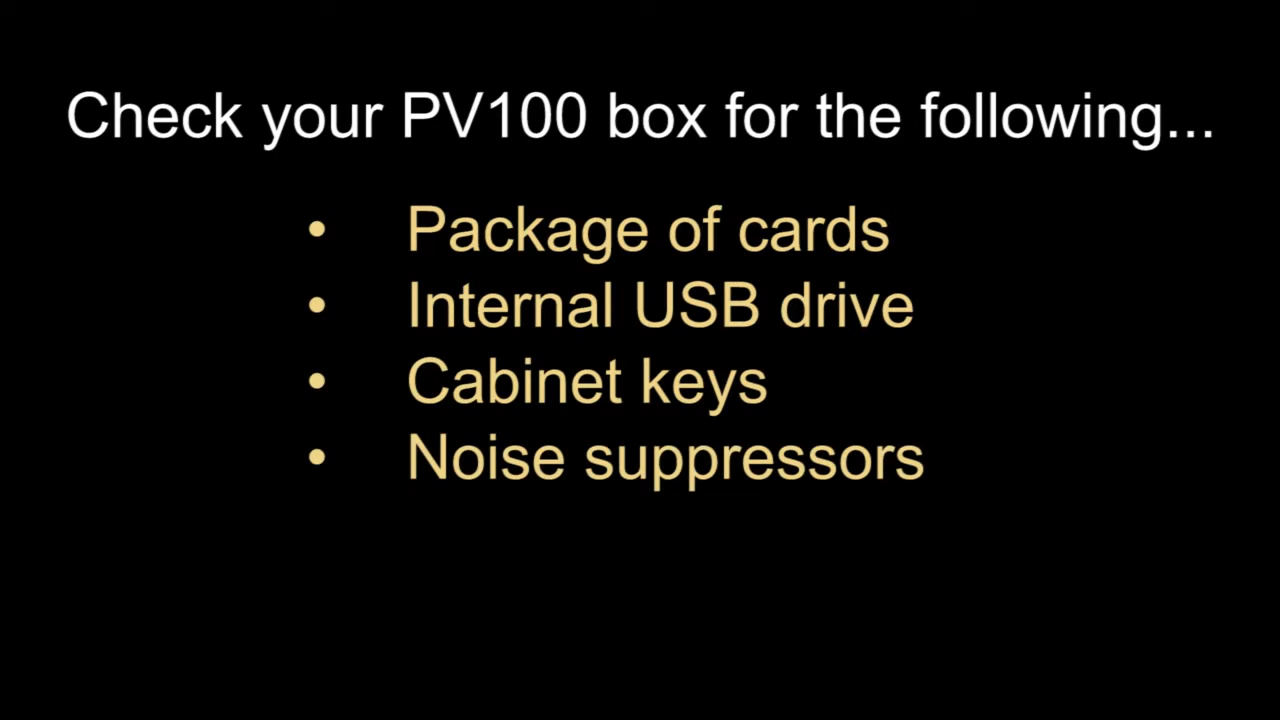 Check your PV100 box for the following...
• Package of cards
• Internal USB drive
• Cabinet keys
• Noise suppressors